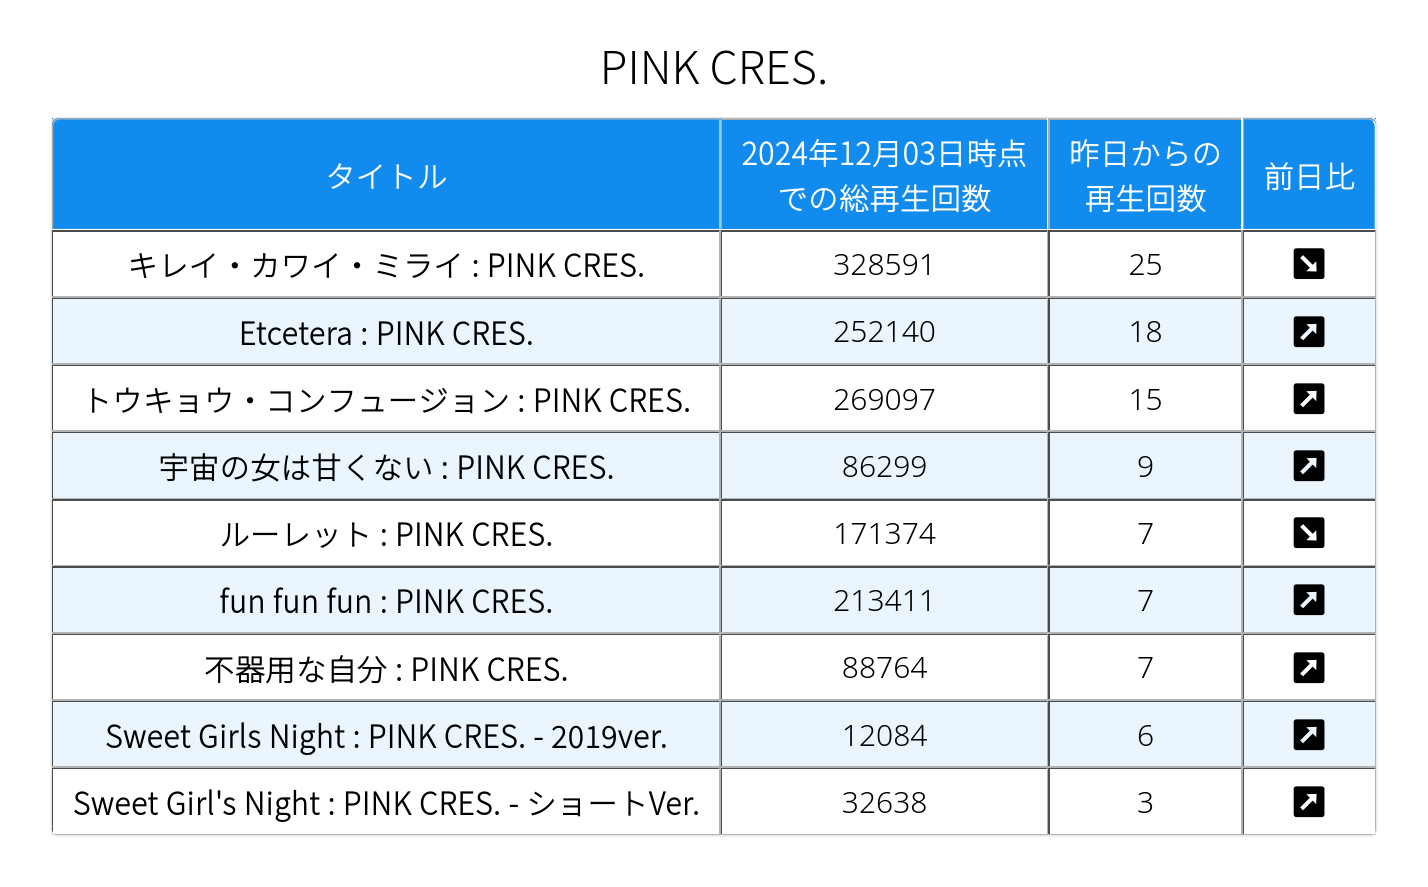 PINK CRES.
タイトル 2024年12月03日時点での総再生回数 昨日からの再生回数 前日比
キレイ・カワイ・ミライ : PINK CRES. 328591 25 ↘
Etcetera : PINK CRES. 252140 18 ↗
トウキョウ・コンフュージョン : PINK CRES. 269097 15 ↗
宇宙の女は甘くない : PINK CRES. 86299 9 ↗
ルーレット : PINK CRES. 171374 7 ↘
fun fun fun : PINK CRES. 213411 7 ↗
不器用な自分 : PINK CRES. 88764 7 ↗
Sweet Girls Night : PINK CRES. - 2019ver. 12084 6 ↗
Sweet Girl's Night : PINK CRES. - ショートVer. 32638 3 ↗